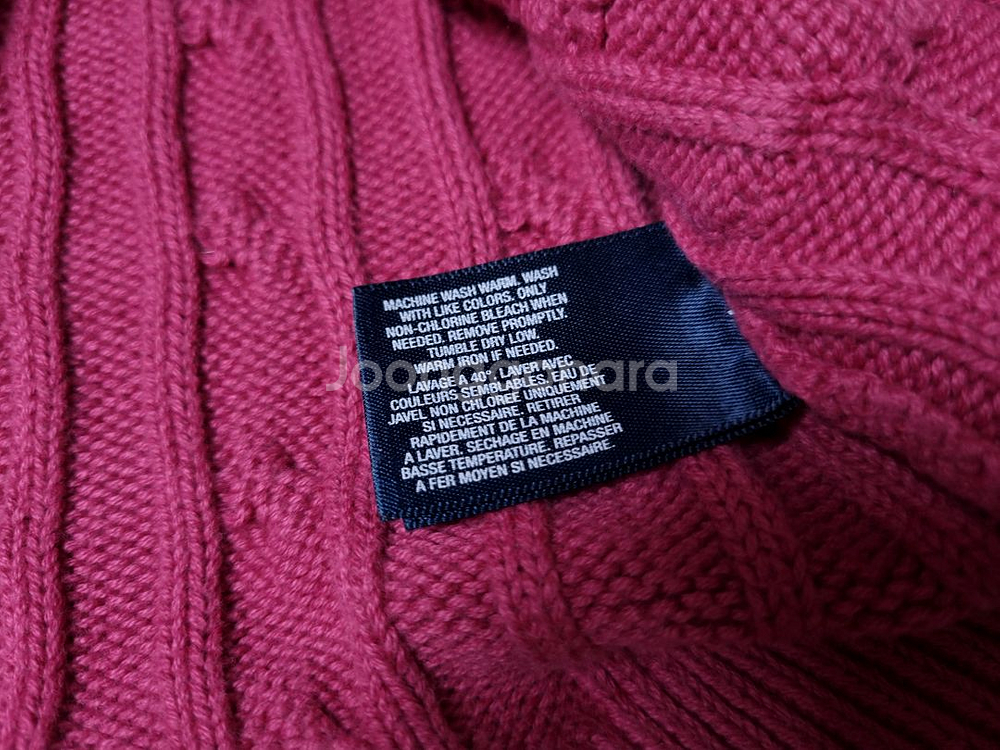 MACHINE WASH WARM. WASH
WITH LIKE COLORS. ONLY
NON-CHLORINE BLEACH WHEN
NEEDED. REMOVE PROMPTLY.
TUMBLE DRY LOW.
WARM IRON IF NEEDED.
LAVAGE A 40°. LAVER AVEC
COULEURS SEMBLABLES. EAU DE
JAVEL NON CHLOREE UNIQUEMENT
SI NECESSAIRE. RETIRER
RAPIDEMENT DE LA MACHINE
A LAVER. SECHAGE EN MACHINE
BASSE TEMPERATURE. REPASSER
A FER MOYEN SI NECESSAIRE.